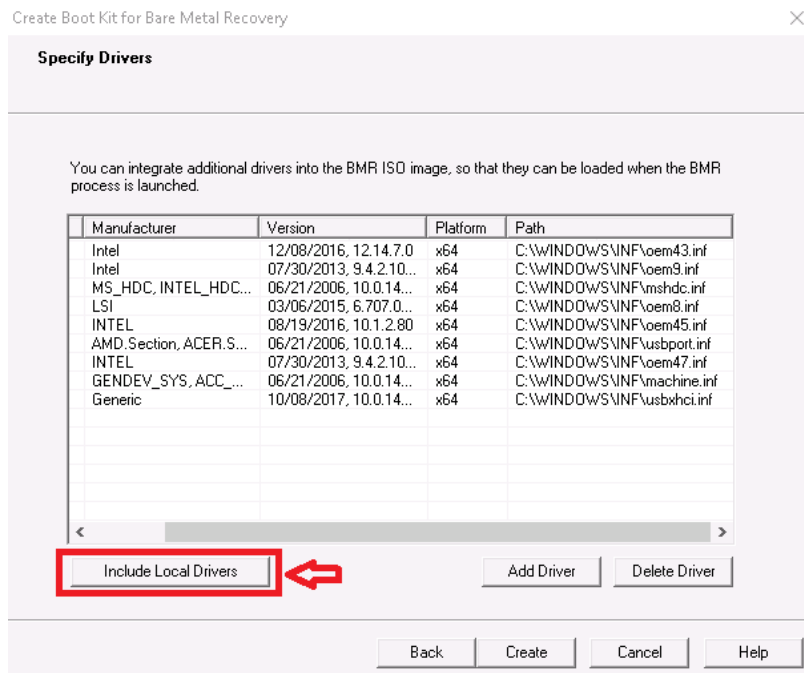 Create Boot Kit for Bare Metal Recovery
Specify Drivers
You can integrate additional drivers into the BMR ISO image, so that they can be loaded when the BMR
process is launched.
Manufacturer Version Platform Path
Intel 12/08/2016, 12.14.7.0 x64 C:\WINDOWS\INF\oem43.inf
Intel 07/30/2013, 9.4.2.10... x64 C:\WINDOWS\INF\oem9.inf
MS_HDC, INTEL_HDC... 06/21/2006, 10.0.14... x64 C:\WINDOWS\INF\mshdc.inf
LSI 03/06/2015, 6.707.0... x64 C:\WINDOWS\INF\oem8.inf
INTEL 08/19/2016, 10.1.2.80 x64 C:\WINDOWS\INF\oem45.inf
AMD.Section, ACER.S... 06/21/2006, 10.0.14... x64 C:\WINDOWS\INF\usbport.inf
INTEL 07/30/2013, 9.4.2.10... x64 C:\WINDOWS\INF\oem47.inf
GENDEV_SYS, ACC_... 06/21/2006, 10.0.14... x64 C:\WINDOWS\INF\machine.inf
Generic 10/08/2017, 10.0.14... x64 C:\WINDOWS\INF\usbxhci.inf
Include Local Drivers Add Driver Delete Driver
Back Create Cancel Help